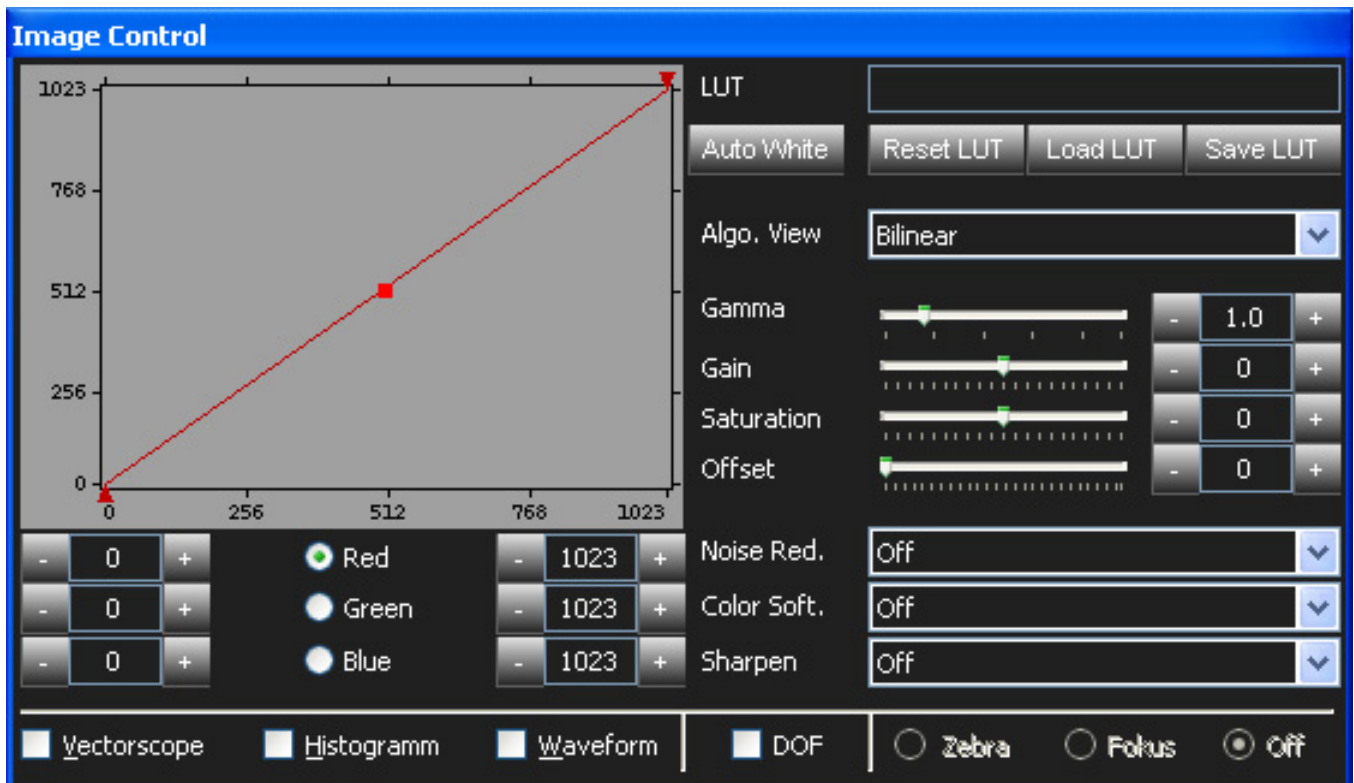 Image Control
1023
768
512
256
0
0 256 512 768 1023
- 0 + Red - 1023 +
- 0 + Green - 1023 +
- 0 + Blue - 1023 +
LUT
Auto White Reset LUT Load LUT Save LUT
Algo. View Bilinear
Gamma - 1.0 +
Gain - 0 +
Saturation - 0 +
Offset - 0 +
Noise Red. Off
Color Soft. Off
Sharpen Off
Vectorscope Histogramm Waveform DOF Zebra Fokus Off